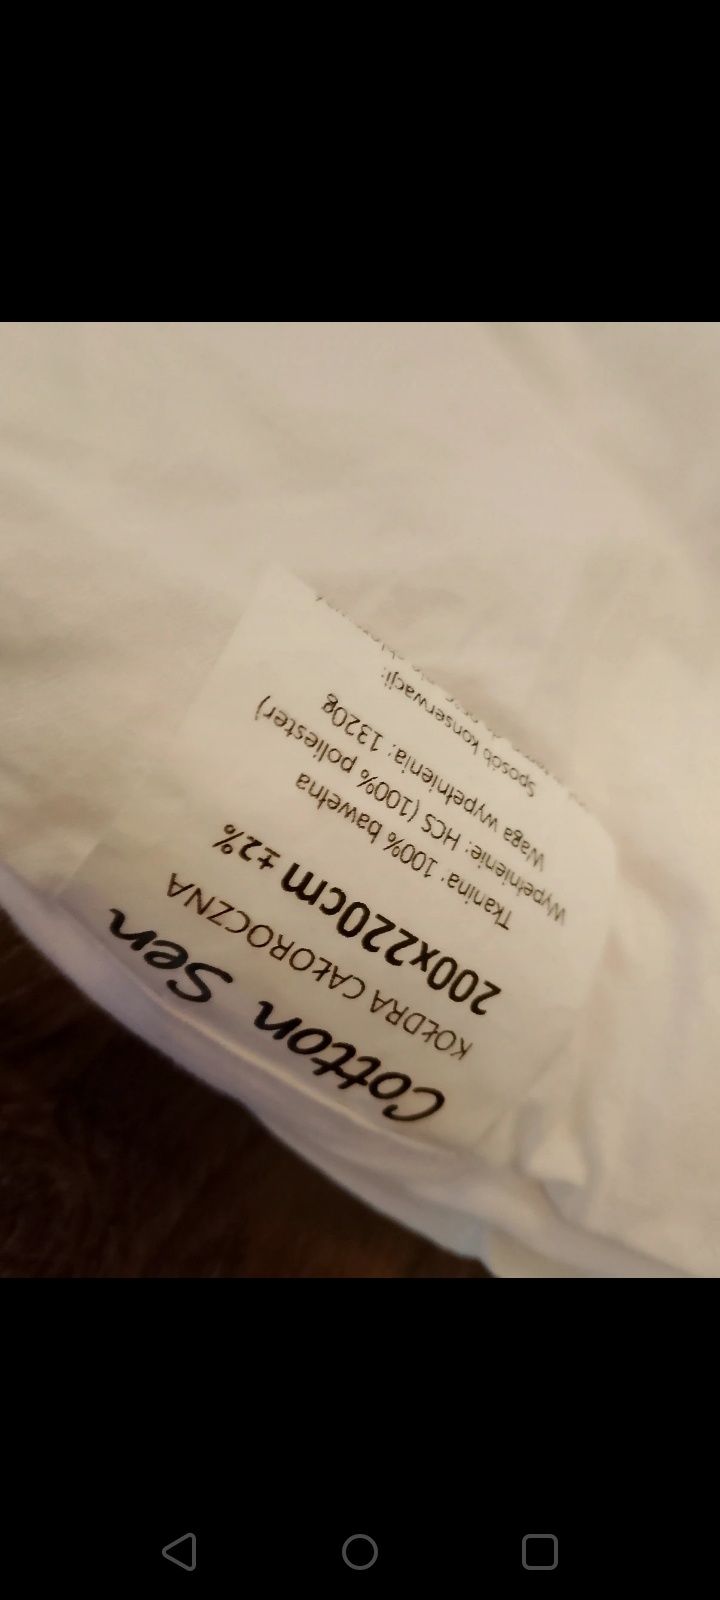 Cotton Sen
KOŁDRA CAŁOROCZNA
200x220cm ±2%
Tkanina: 100% bawełna
Wypełnienie: HCS (100% poliester)
Waga wypełnienia: 1320g
Sposób konserwacji: